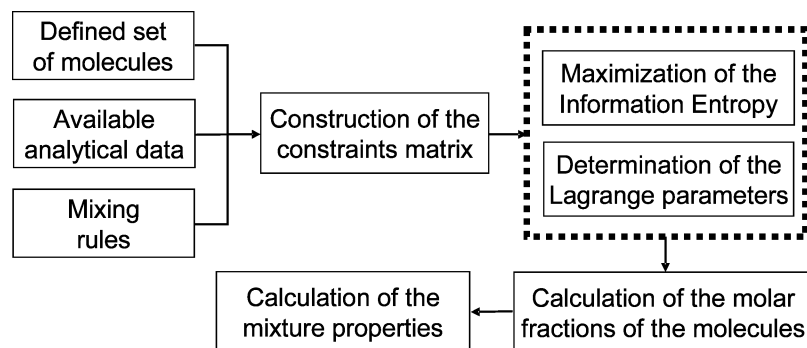 Defined set
of molecules
Available
analytical data
Mixing
rules
Construction of the
constraints matrix
Maximization of the
Information Entropy
Determination of the
Lagrange parameters
Calculation of the molar
fractions of the molecules
Calculation of the
mixture properties